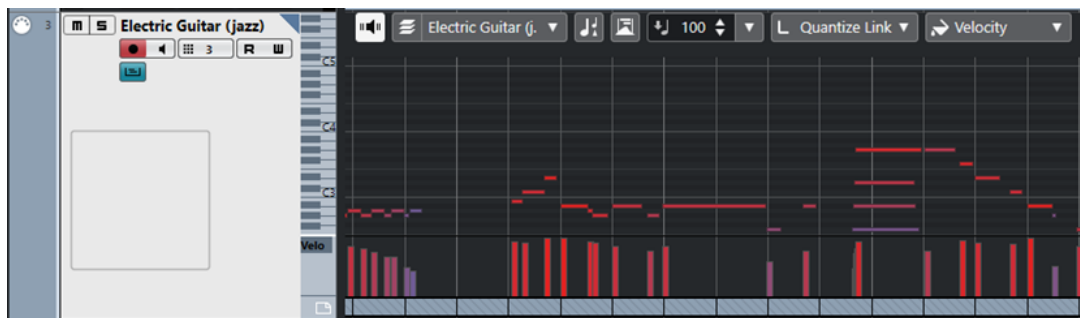 3 m S Electric Guitar (jazz) Electric Guitar (j. 100 L Quantize Link Velocity
3 R W
C5
C4
C3
Velo